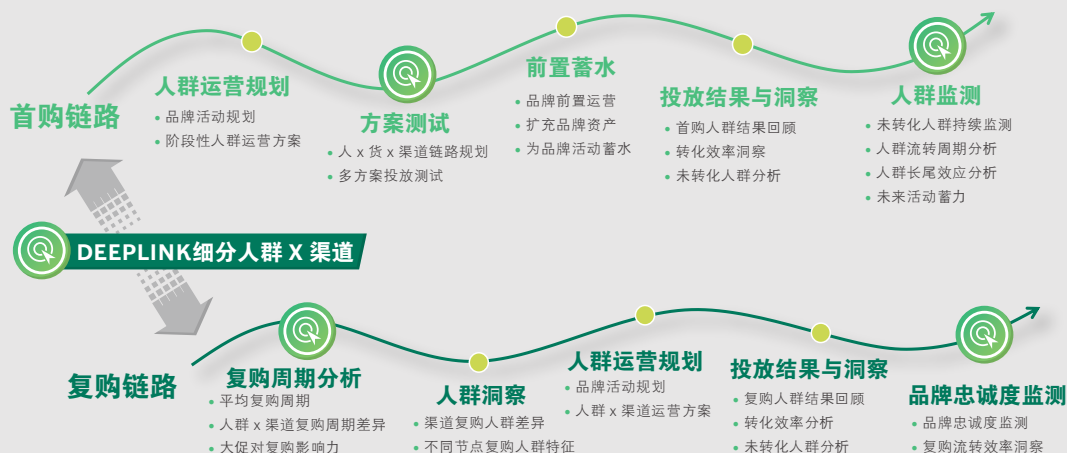 首购链路
人群运营规划
• 品牌活动规划
• 阶段性人群运营方案
方案测试
• 人 x 货 x 渠道链路规划
• 多方案投放测试
前置蓄水
• 品牌前置运营
• 扩充品牌资产
• 为品牌活动蓄水
投放结果与洞察
• 首购人群结果回顾
• 转化效率洞察
• 未转化人群分析
人群监测
• 未转化人群持续监测
• 人群流转周期分析
• 人群长尾效应分析
• 未来活动蓄力
DEEPLINK细分人群 X 渠道
复购链路
复购周期分析
• 平均复购周期
• 人群 x 渠道复购周期差异
• 大促对复购影响力
人群洞察
• 渠道复购人群差异
• 不同节点复购人群特征
人群运营规划
• 品牌活动规划
• 人群 x 渠道运营方案
投放结果与洞察
• 复购人群结果回顾
• 转化效率分析
• 未转化人群分析
品牌忠诚度监测
• 品牌忠诚度监测
• 复购流转效率洞察